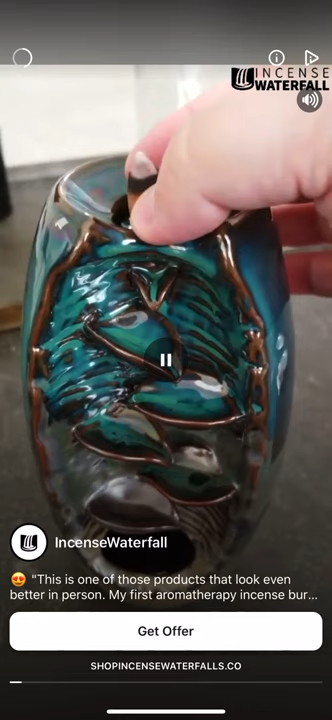 INCENSE
WATERFALL
IncenseWaterfall
😍 "This is one of those products that look even
better in person. My first aromatherapy incense bur...
Get Offer
SHOPINCENSEWATERFALLS.CO